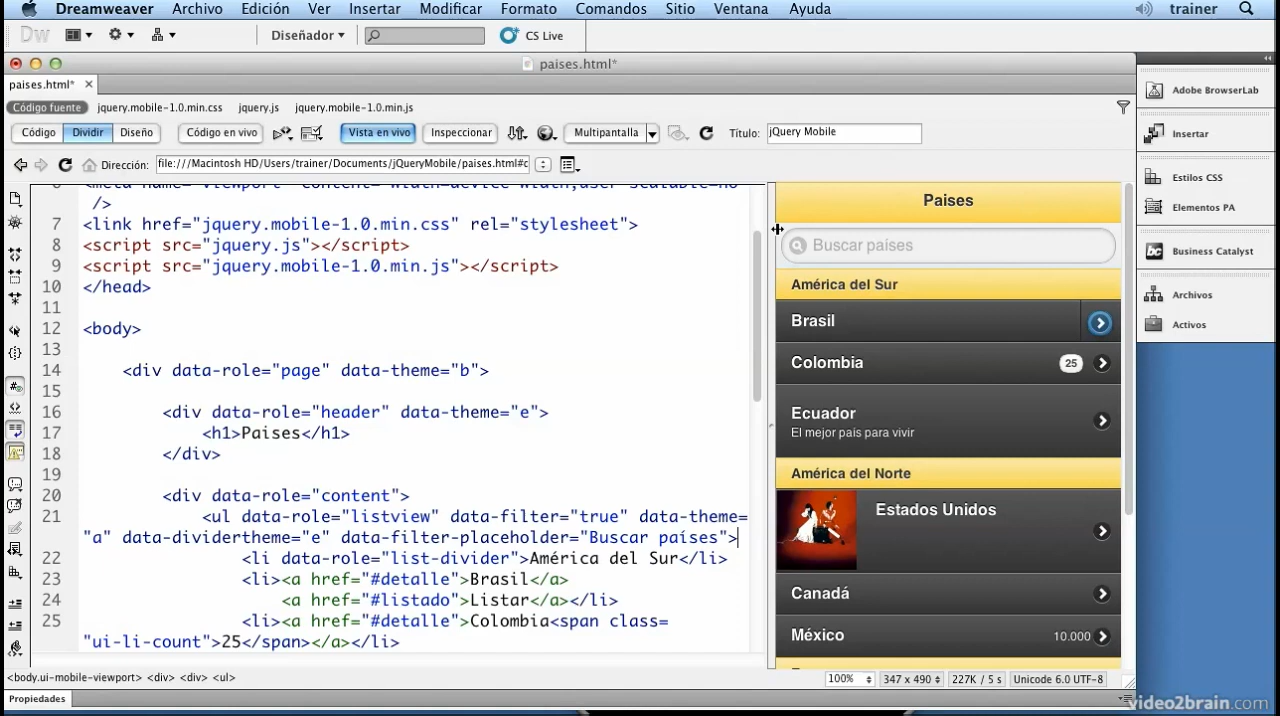 Dreamweaver Archivo Edición Ver Insertar Modificar Formato Comandos Sitio Ventana Ayuda trainer
Dw Diseñador CS Live
paises.html*
paises.html*
Código fuente jquery.mobile-1.0.min.css jquery.js jquery.mobile-1.0.min.js
Código Dividir Diseño Código en vivo Vista en vivo Inspeccionar Multipantalla Título: jQuery Mobile
Dirección: file:///Macintosh HD/Users/trainer/Documents/jQueryMobile/paises.html#c
/>
7 <link href="jquery.mobile-1.0.min.css" rel="stylesheet">
8 <script src="jquery.js"></script>
9 <script src="jquery.mobile-1.0.min.js"></script>
10 </head>
11
12 <body>
13
14 <div data-role="page" data-theme="b">
15
16 <div data-role="header" data-theme="e">
17 <h1>Paises</h1>
18 </div>
19
20 <div data-role="content">
21 <ul data-role="listview" data-filter="true" data-theme=
"a" data-dividertheme="e" data-filter-placeholder="Buscar países">
22 <li data-role="list-divider">América del Sur</li>
23 <li><a href="#detalle">Brasil</a>
24 <a href="#listado">Listar</a></li>
25 <li><a href="#detalle">Colombia<span class=
"ui-li-count">25</span></a></li>
Paises
Buscar países
América del Sur
Brasil
Colombia 25
Ecuador
El mejor país para vivir
América del Norte
Estados Unidos
Canadá
México 10.000
Adobe BrowserLab
Insertar
Estilos CSS
Elementos PA
bc Business Catalyst
Archivos
Activos
<body.ui-mobile-viewport> <div> <div> <ul> 100% 347 x 490 227K / 5 s Unicode 6.0 UTF-8
Propiedades
video2brain.com